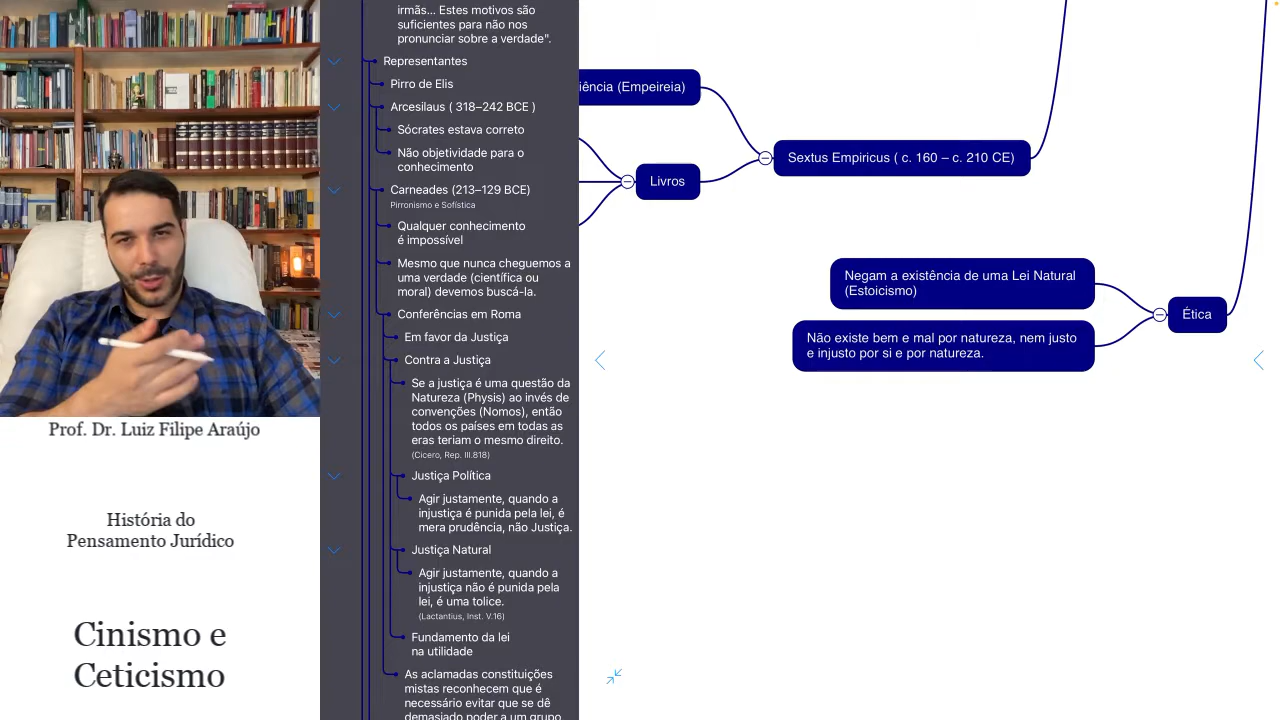 Prof. Dr. Luiz Filipe Araújo
História do
Pensamento Jurídico
Cinismo e
Ceticismo
irmãs... Estes motivos são
suficientes para não nos
pronunciar sobre a verdade".
Representantes
Pirro de Elis
Arcesilaus ( 318–242 BCE )
Sócrates estava correto
Não objetividade para o
conhecimento
Carneades (213–129 BCE)
Pirronismo e Sofística
Qualquer conhecimento
é impossível
Mesmo que nunca cheguemos a
uma verdade (científica ou
moral) devemos buscá-la.
Conferências em Roma
Em favor da Justiça
Contra a Justiça
Se a justiça é uma questão da
Natureza (Physis) ao invés de
convenções (Nomos), então
todos os países em todas as
eras teriam o mesmo direito.
(Cicero, Rep. III.818)
Justiça Política
Agir justamente, quando a
injustiça é punida pela lei, é
mera prudência, não Justiça.
Justiça Natural
Agir justamente, quando a
injustiça não é punida pela
lei, é uma tolice.
(Lactantius, Inst. V.16)
Fundamento da lei
na utilidade
As aclamadas constituições
mistas reconhecem que é
necessário evitar que se dê
demasiado poder a um grupo
iência (Empeireia)
Livros
Sextus Empiricus ( c. 160 – c. 210 CE)
Negam a existência de uma Lei Natural
(Estoicismo)
Não existe bem e mal por natureza, nem justo
e injusto por si e por natureza.
Ética